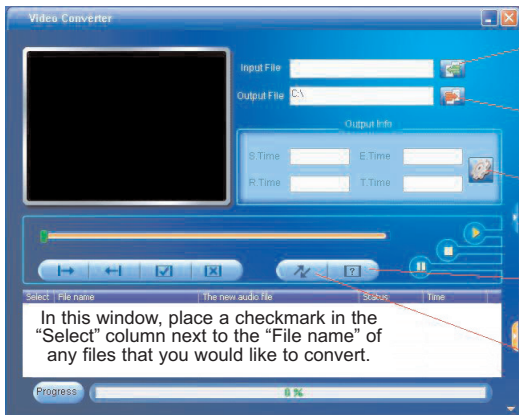 Video Converter
Input File
Output File C:\
Output Info
S.Time E.Time
R.Time T.Time
?
Select File name The new audio file Status Time
In this window, place a checkmark in the
“Select” column next to the “File name” of
any files that you would like to convert.
Progress 0 %